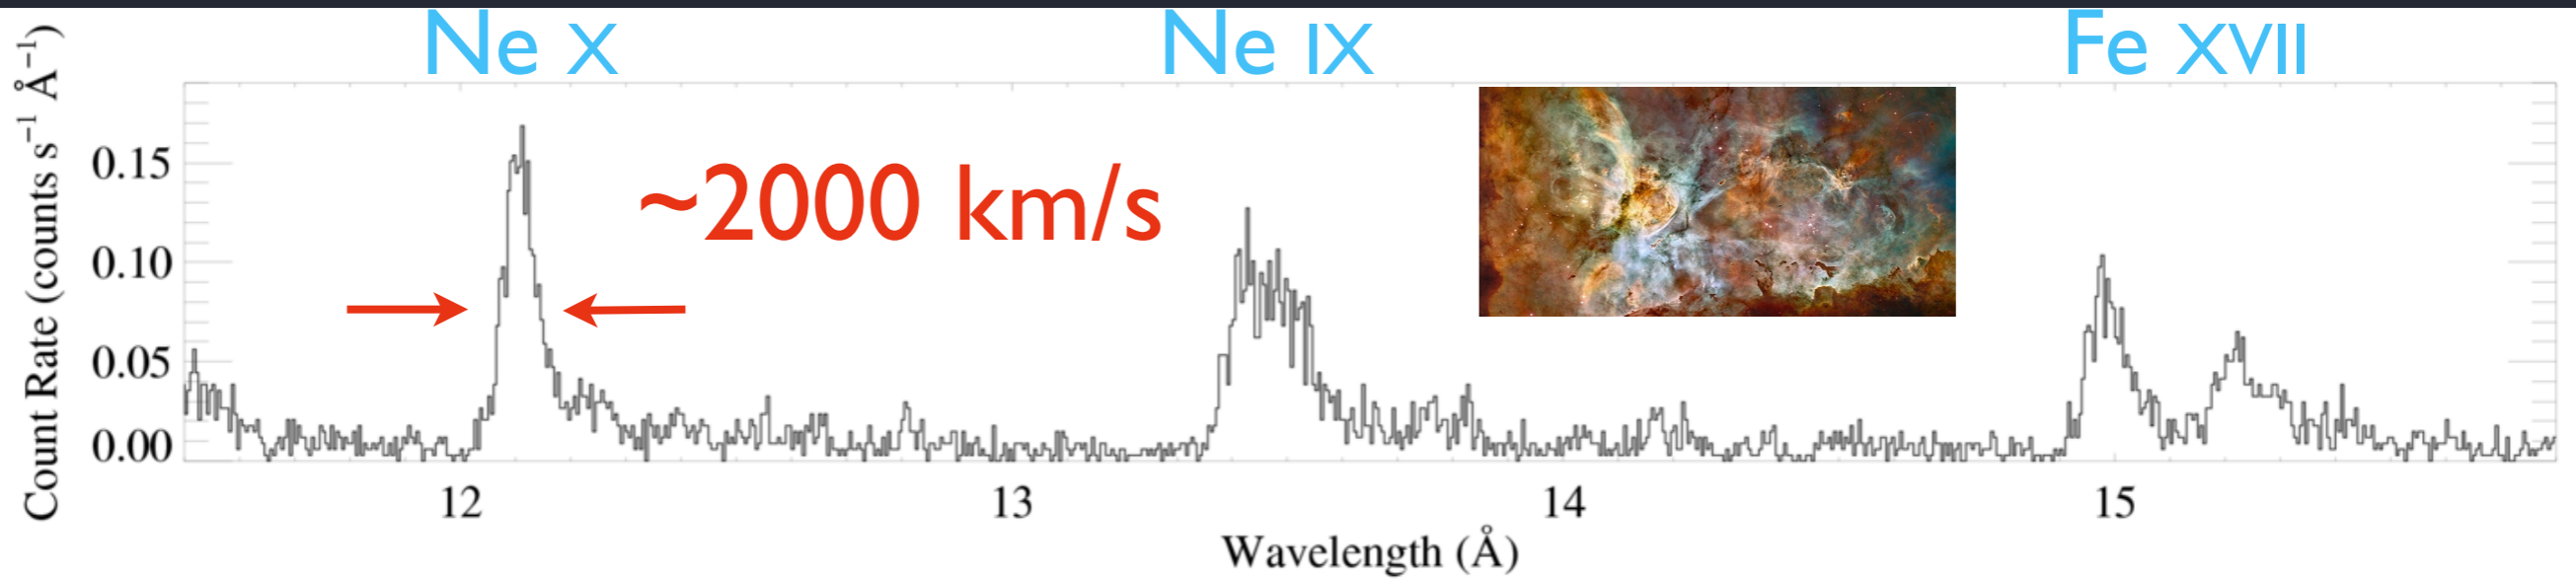 Ne X
Ne IX
Fe XVII
Count Rate (counts s⁻¹ Å⁻¹)
0.15
0.10
0.05
0.00
~2000 km/s
12
13
14
15
Wavelength (Å)